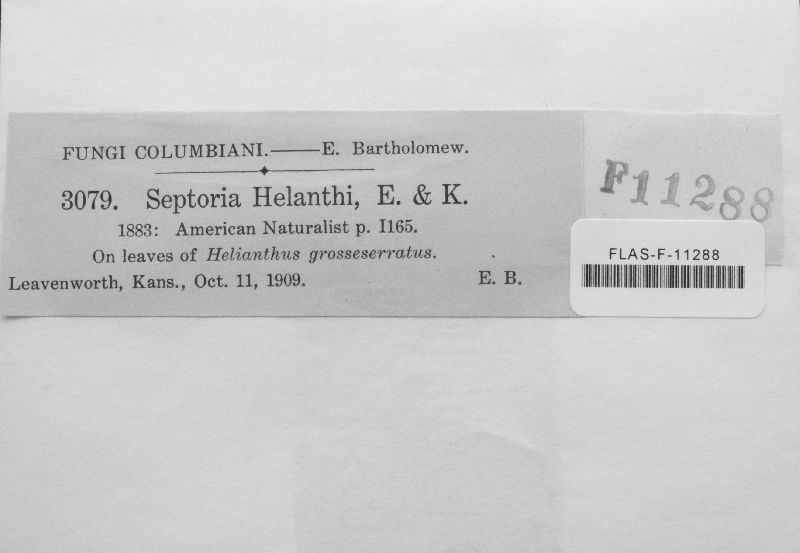 FUNGI COLUMBIANI.——E. Bartholomew.
3079. Septoria Helanthi, E. & K.
1883: American Naturalist p. I165.
On leaves of Helianthus grosseserratus.
Leavenworth, Kans., Oct. 11, 1909. E. B.
F11288
FLAS-F-11288